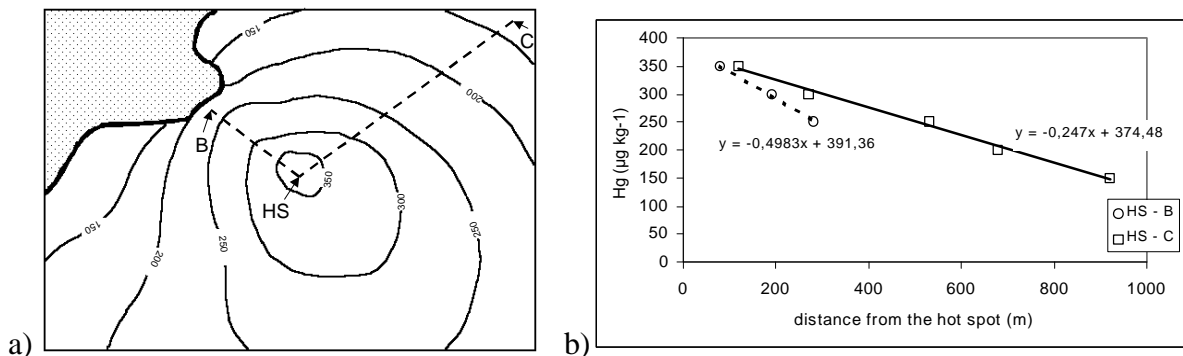 a)
150
C
200
B
HS
350
300
250
250
200
150
b)
Hg (µg kg-1)
400
350
300
250
200
150
100
50
0
y = -0,4983x + 391,36
y = -0,247x + 374,48
HS - B
HS - C
0 200 400 600 800 1000
distance from the hot spot (m)